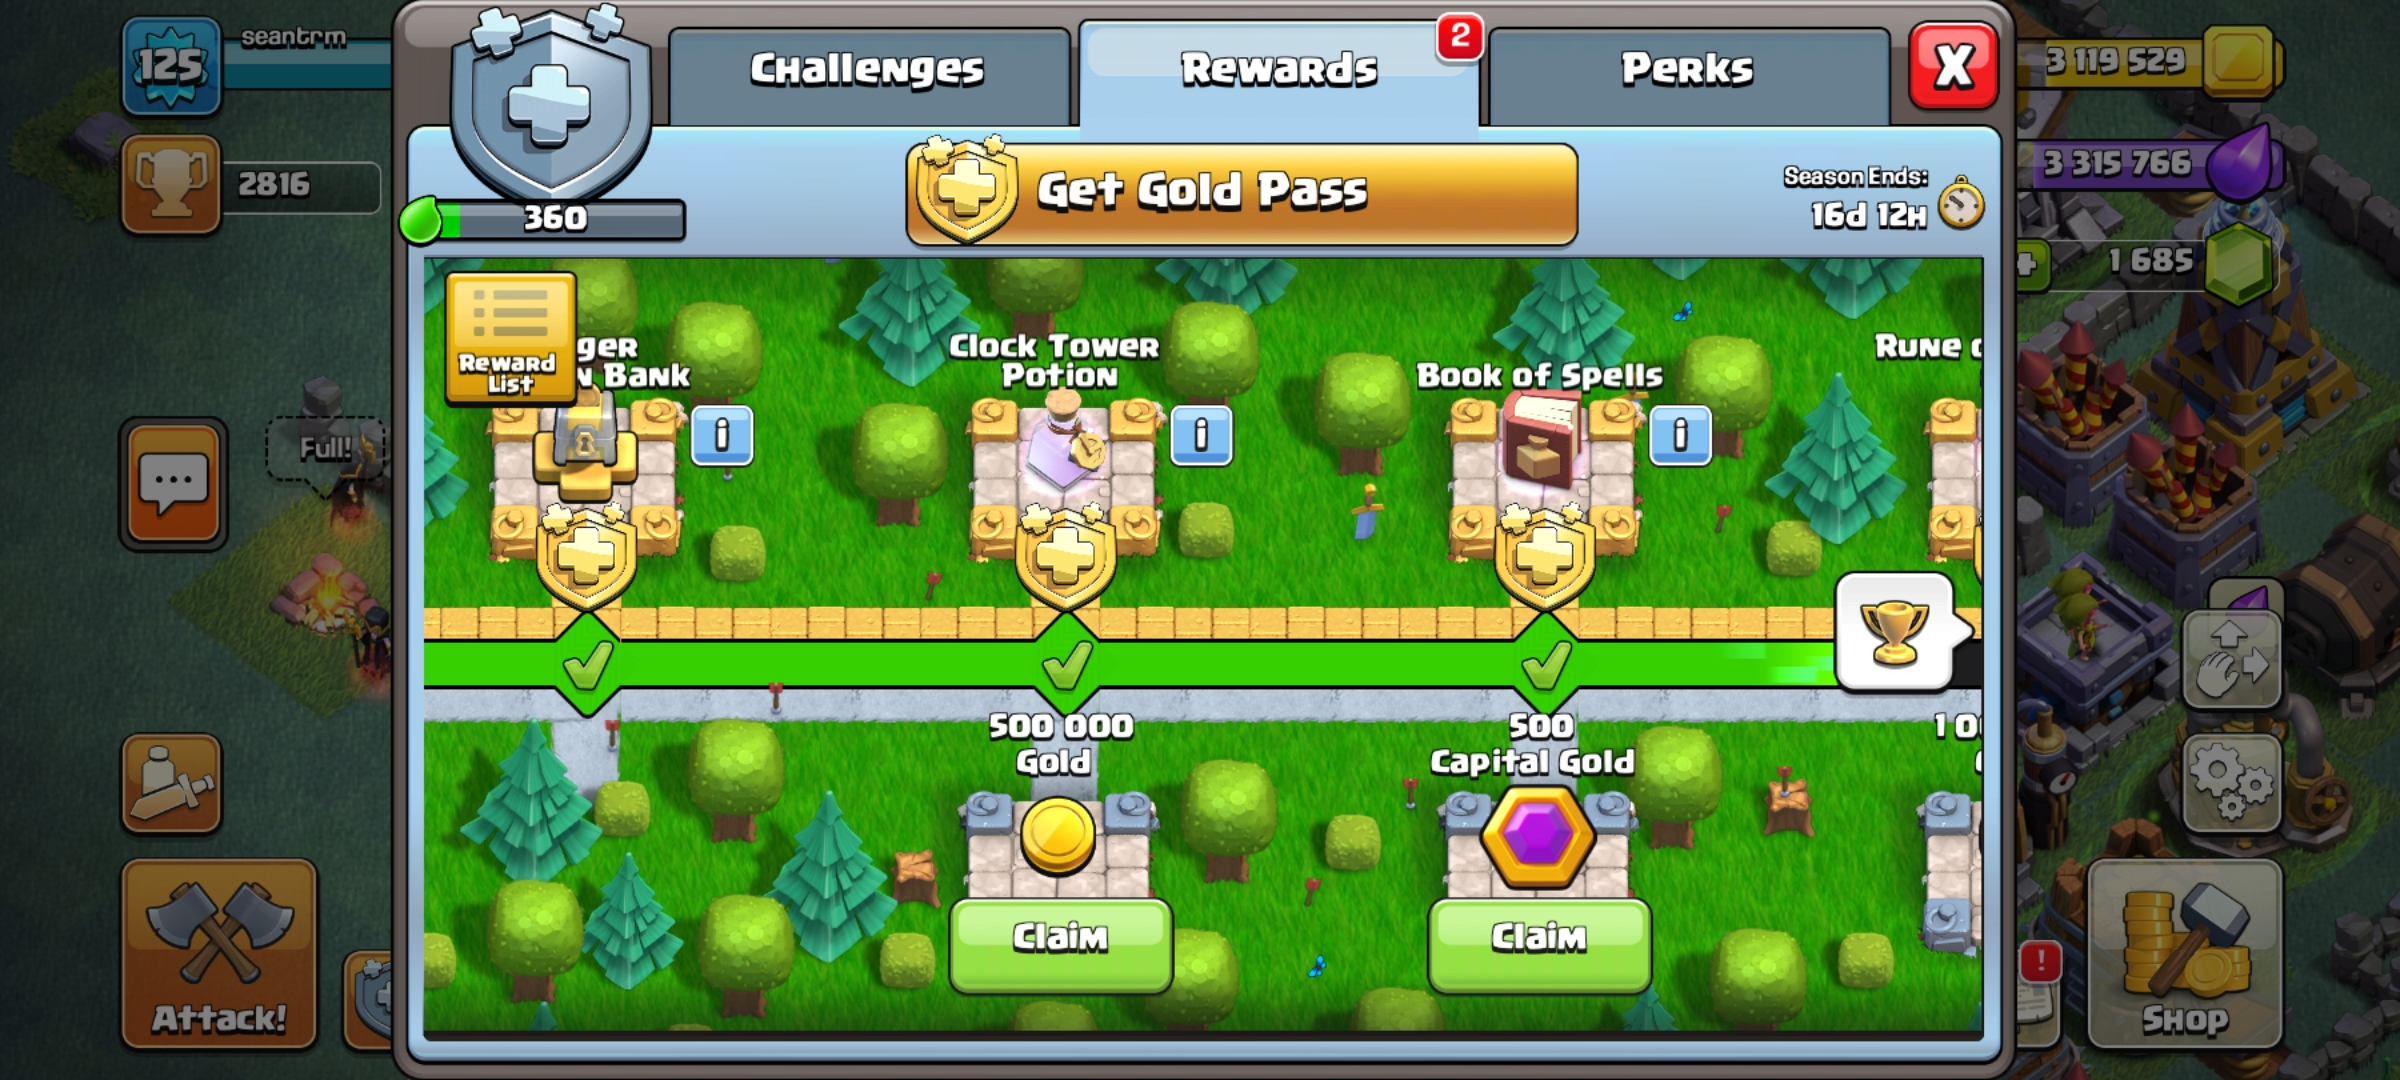 125
seantrm
2816
Challenges
Rewards
2
Perks
X
3 119 529
3 315 766
1 685
360
Get Gold Pass
Season Ends:
16d 12H
Reward
List
Bank
Clock Tower
Potion
Book of Spells
Rune
i
i
i
Full!
500 000
Gold
500
Capital Gold
Claim
Claim
Attack!
!
Shop